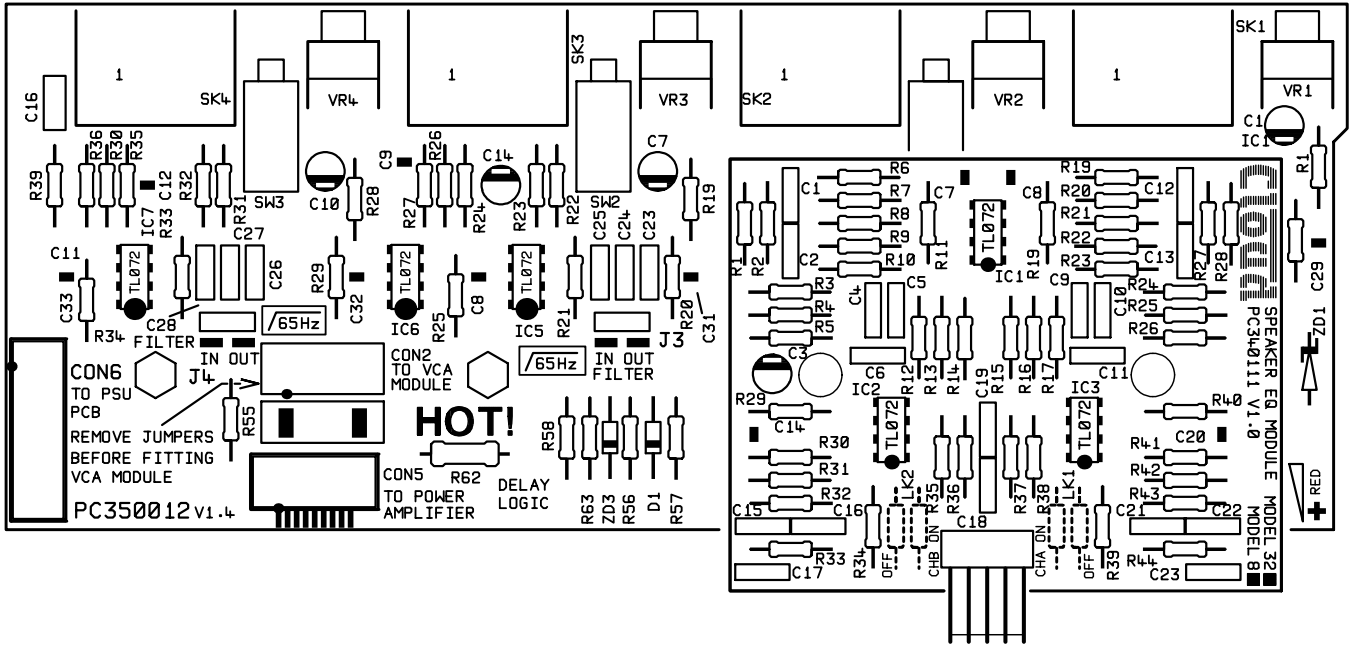 1
SK4
VR4
1
SK3
VR3
SK2
1
VR2
1
SK1
VR1
C16
R36
R30
R35
R39
C12
IC7
R33
R32
R31
SW3
C10
R28
C9
R26
R27
R24
C14
R23
R22
SW2
C7
R19
C1
IC1
R1
C11
C33
R34
TL072
C28
C27
C26
R29
C32
TL072
IC6
R25
C8
TL072
IC5
R21
C25
C24
C23
R20
C31
C29
ZD1
FILTER
IN OUT
J4
/65Hz
/65Hz
IN OUT
FILTER
J3
CON6
TO PSU
PCB
REMOVE JUMPERS
BEFORE FITTING
VCA MODULE
PC350012 V1.4
R55
CON2
TO VCA
MODULE
HOT!
R62
CON5
TO POWER
AMPLIFIER
DELAY
LOGIC
R58
R63
ZD3
R56
D1
R57
R1
R2
C1
C2
R6
R7
R8
R9
R10
C7
R11
TL072
IC1
C8
R19
R19
R20
R21
R22
R23
C12
C13
R27
R28
R3
R4
R5
C4
C5
C6
C3
R12
R13
R14
R15
R16
R17
C9
C10
C11
R24
R25
R26
IC2
TL072
IC3
TL072
C19
R29
C14
R30
R31
R32
C15
C16
R33
C17
R34
OFF
LK2
CHB ON
R35
R36
C18
R37
R38
LK1
CHA ON
OFF
R39
R40
C20
R41
R42
R43
C21
C22
R44
C23
SPEAKER EQ MODULE MODEL 32
PC340111 V1.0 MODEL 8
RED
+